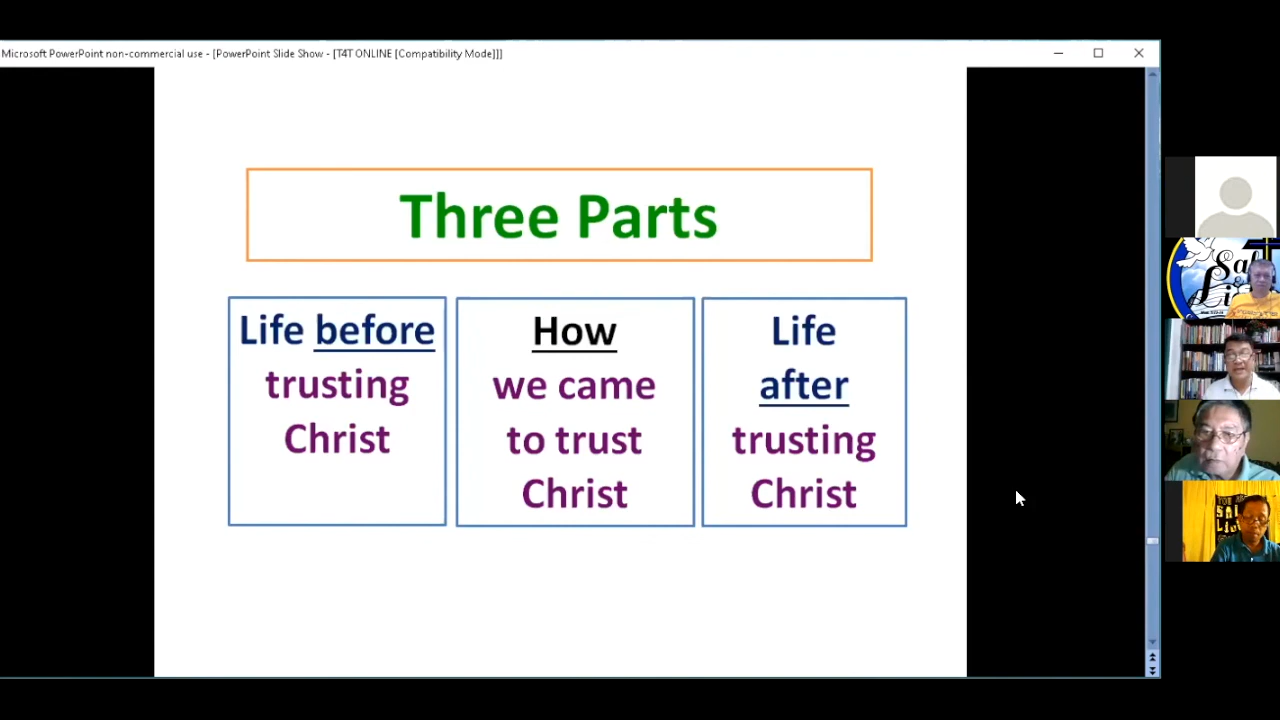 Microsoft PowerPoint non-commercial use - [PowerPoint Slide Show - [T4T ONLINE [Compatibility Mode]]]
Three Parts
Life before
trusting
Christ
How
we came
to trust
Christ
Life
after
trusting
Christ